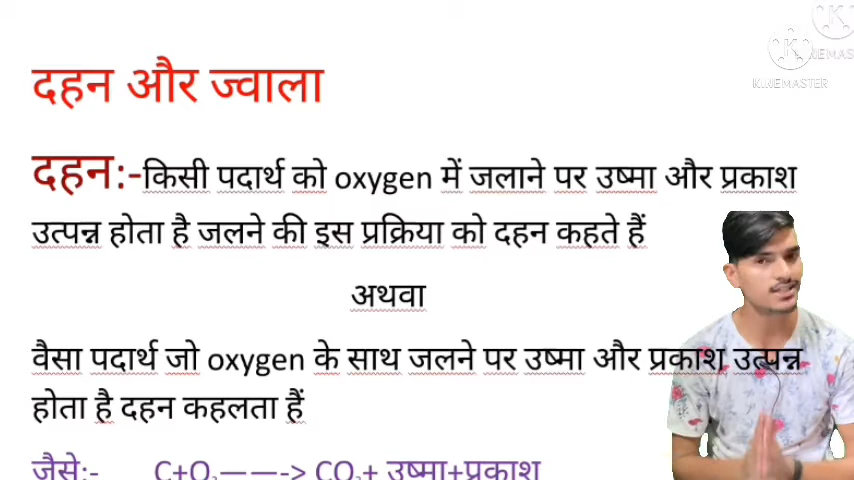 KINEMASTER
दहन और ज्वाला
दहन:-किसी पदार्थ को oxygen में जलाने पर उष्मा और प्रकाश
उत्पन्न होता है जलने की इस प्रक्रिया को दहन कहते हैं
अथवा
वैसा पदार्थ जो oxygen के साथ जलने पर उष्मा और प्रकाश उत्पन्न
होता है दहन कहलता हैं
जैसे:- C+O₂——-> CO₂+ उष्मा+प्रकाश